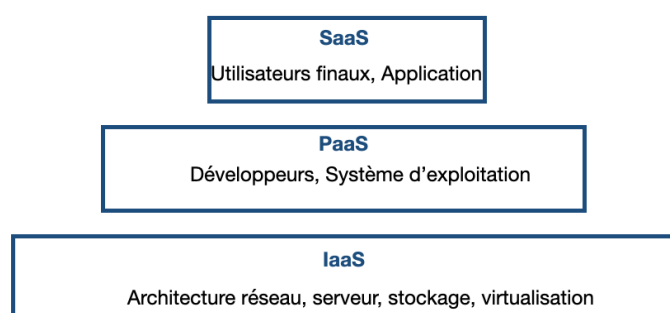 SaaS
Utilisateurs finaux, Application
PaaS
Développeurs, Système d’exploitation
IaaS
Architecture réseau, serveur, stockage, virtualisation